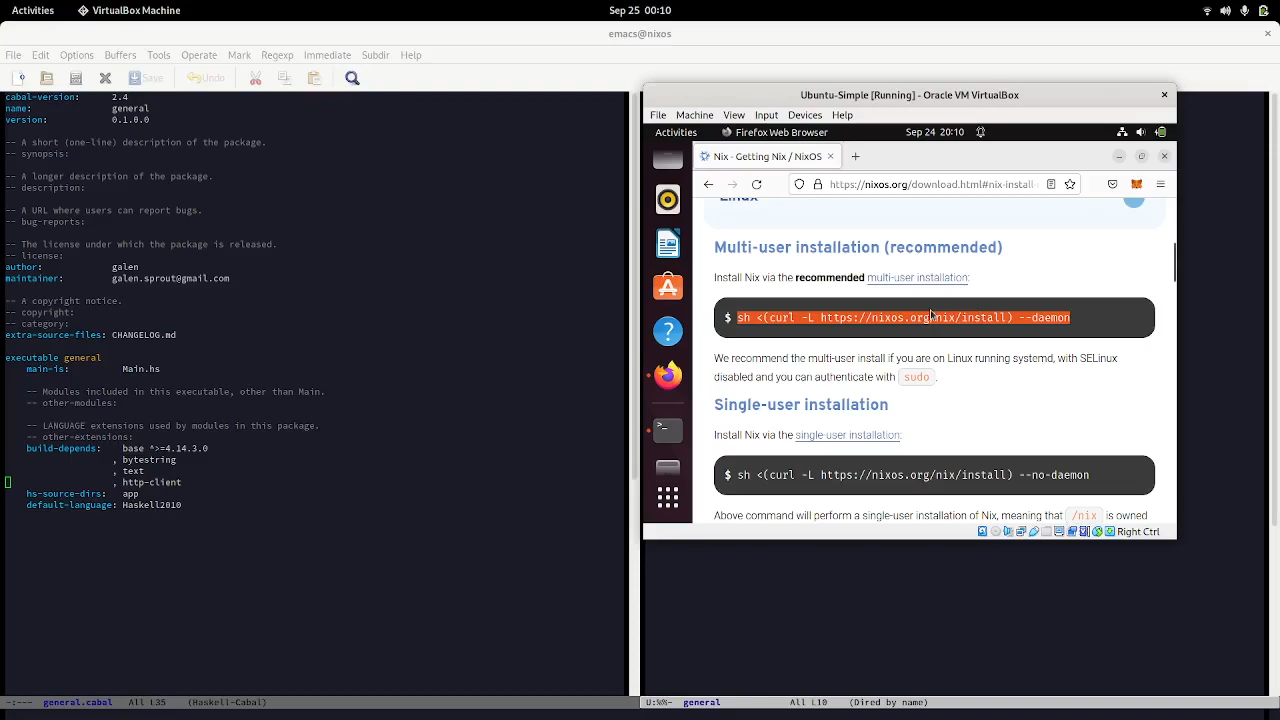 Activities
VirtualBox Machine
Sep 25 00:10
emacs@nixos
File Edit Options Buffers Tools Operate Mark Regexp Immediate Subdir Help
Save
Undo
cabal-version: 2.4
name: general
version: 0.1.0.0
-- A short (one-line) description of the package.
-- synopsis:
-- A longer description of the package.
-- description:
-- A URL where users can report bugs.
-- bug-reports:
-- The license under which the package is released.
-- license:
author: galen
maintainer: galen.sprout@gmail.com
-- A copyright notice.
-- copyright:
-- category:
extra-source-files: CHANGELOG.md
executable general
main-is: Main.hs
-- Modules included in this executable, other than Main.
-- other-modules:
-- LANGUAGE extensions used by modules in this package.
-- other-extensions:
build-depends: base ^>=4.14.3.0
, bytestring
, text
, http-client
hs-source-dirs: app
default-language: Haskell2010
-:--- general.cabal All L35 (Haskell-Cabal)
Ubuntu-Simple [Running] - Oracle VM VirtualBox
File Machine View Input Devices Help
Activities
Firefox Web Browser
Sep 24 20:10
Nix - Getting Nix / NixOS
https://nixos.org/download.html#nix-install-
Linux
Multi-user installation (recommended)
Install Nix via the recommended multi-user installation:
$ sh <(curl -L https://nixos.org/nix/install) --daemon
We recommend the multi-user install if you are on Linux running systemd, with SELinux
disabled and you can authenticate with sudo .
Single-user installation
Install Nix via the single-user installation:
$ sh <(curl -L https://nixos.org/nix/install) --no-daemon
Above command will perform a single-user installation of Nix, meaning that /nix is owned
Right Ctrl
U:%%- general All L10 (Dired by name)